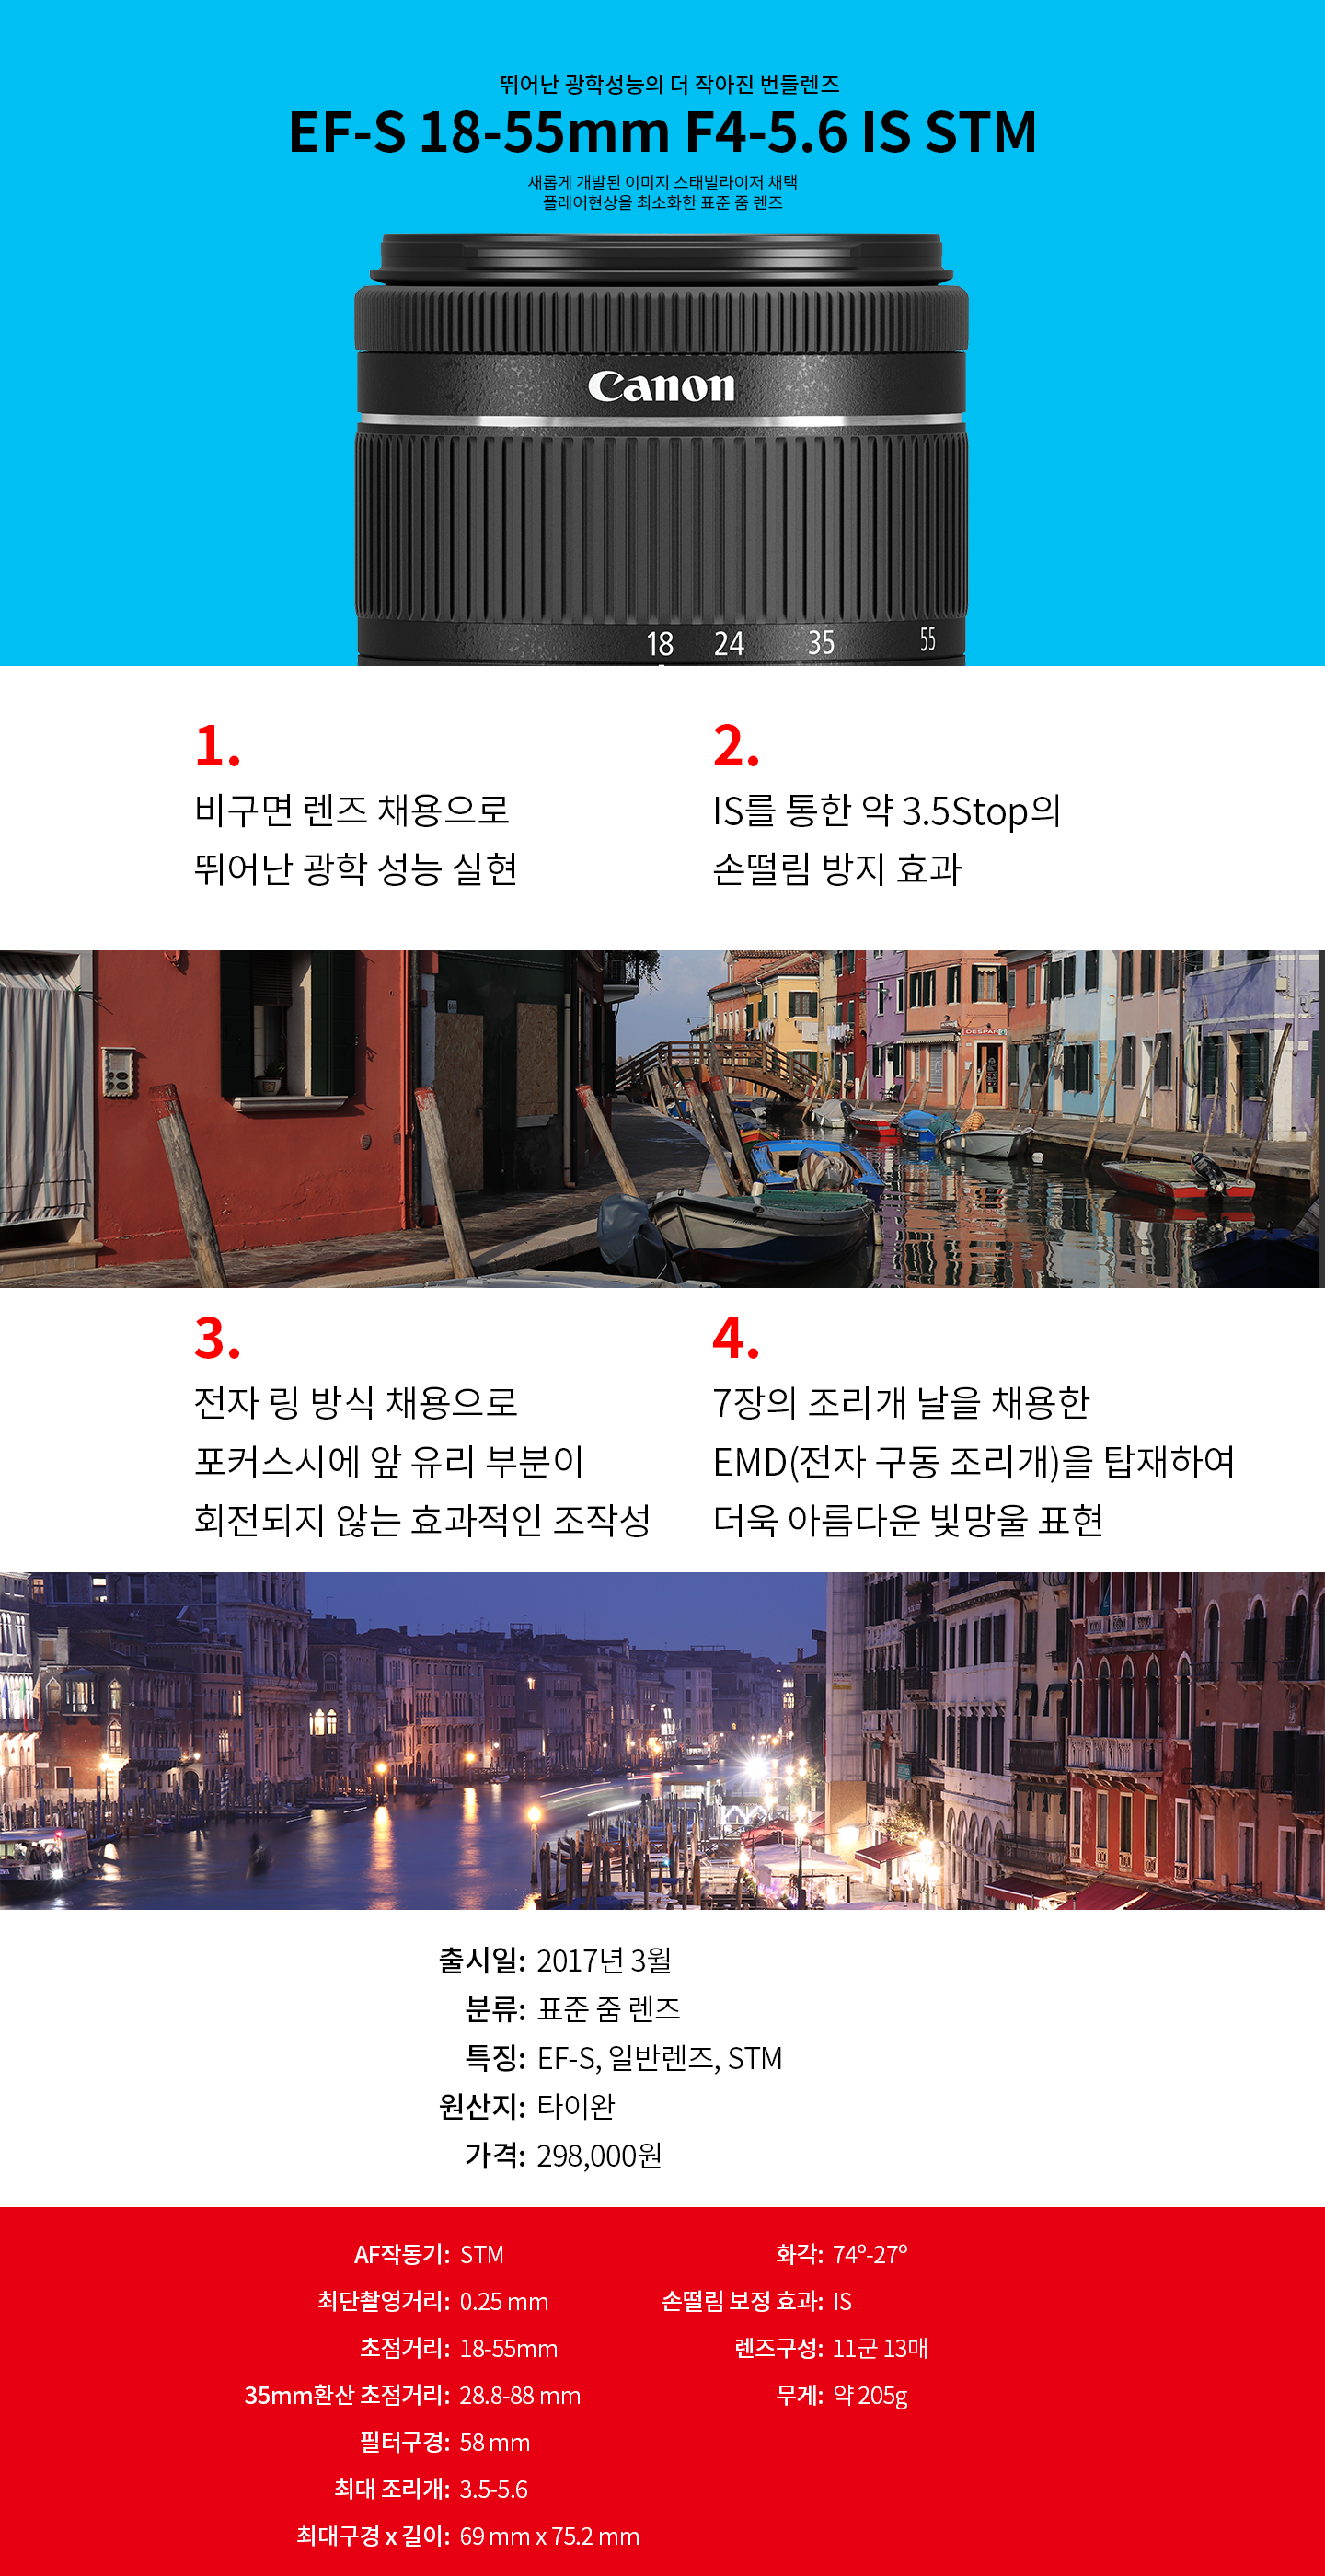 뛰어난 광학성능의 더 작아진 번들렌즈
EF-S 18-55mm F4-5.6 IS STM
새롭게 개발된 이미지 스태빌라이저 채택
플레어현상을 최소화한 표준 줌 렌즈
Canon
18 24 35 55
1.
비구면 렌즈 채용으로
뛰어난 광학 성능 실현
2.
IS를 통한 약 3.5Stop의
손떨림 방지 효과
DESPAR
3.
전자 링 방식 채용으로
포커스시에 앞 유리 부분이
회전되지 않는 효과적인 조작성
4.
7장의 조리개 날을 채용한
EMD(전자 구동 조리개)을 탑재하여
더욱 아름다운 빛망울 표현
출시일: 2017년 3월
분류: 표준 줌 렌즈
특징: EF-S, 일반렌즈, STM
원산지: 타이완
가격: 298,000원
AF작동기: STM
최단촬영거리: 0.25 mm
초점거리: 18-55mm
35mm환산 초점거리: 28.8-88 mm
필터구경: 58 mm
최대 조리개: 3.5-5.6
최대구경 x 길이: 69 mm x 75.2 mm
화각: 74º-27º
손떨림 보정 효과: IS
렌즈구성: 11군 13매
무게: 약 205g